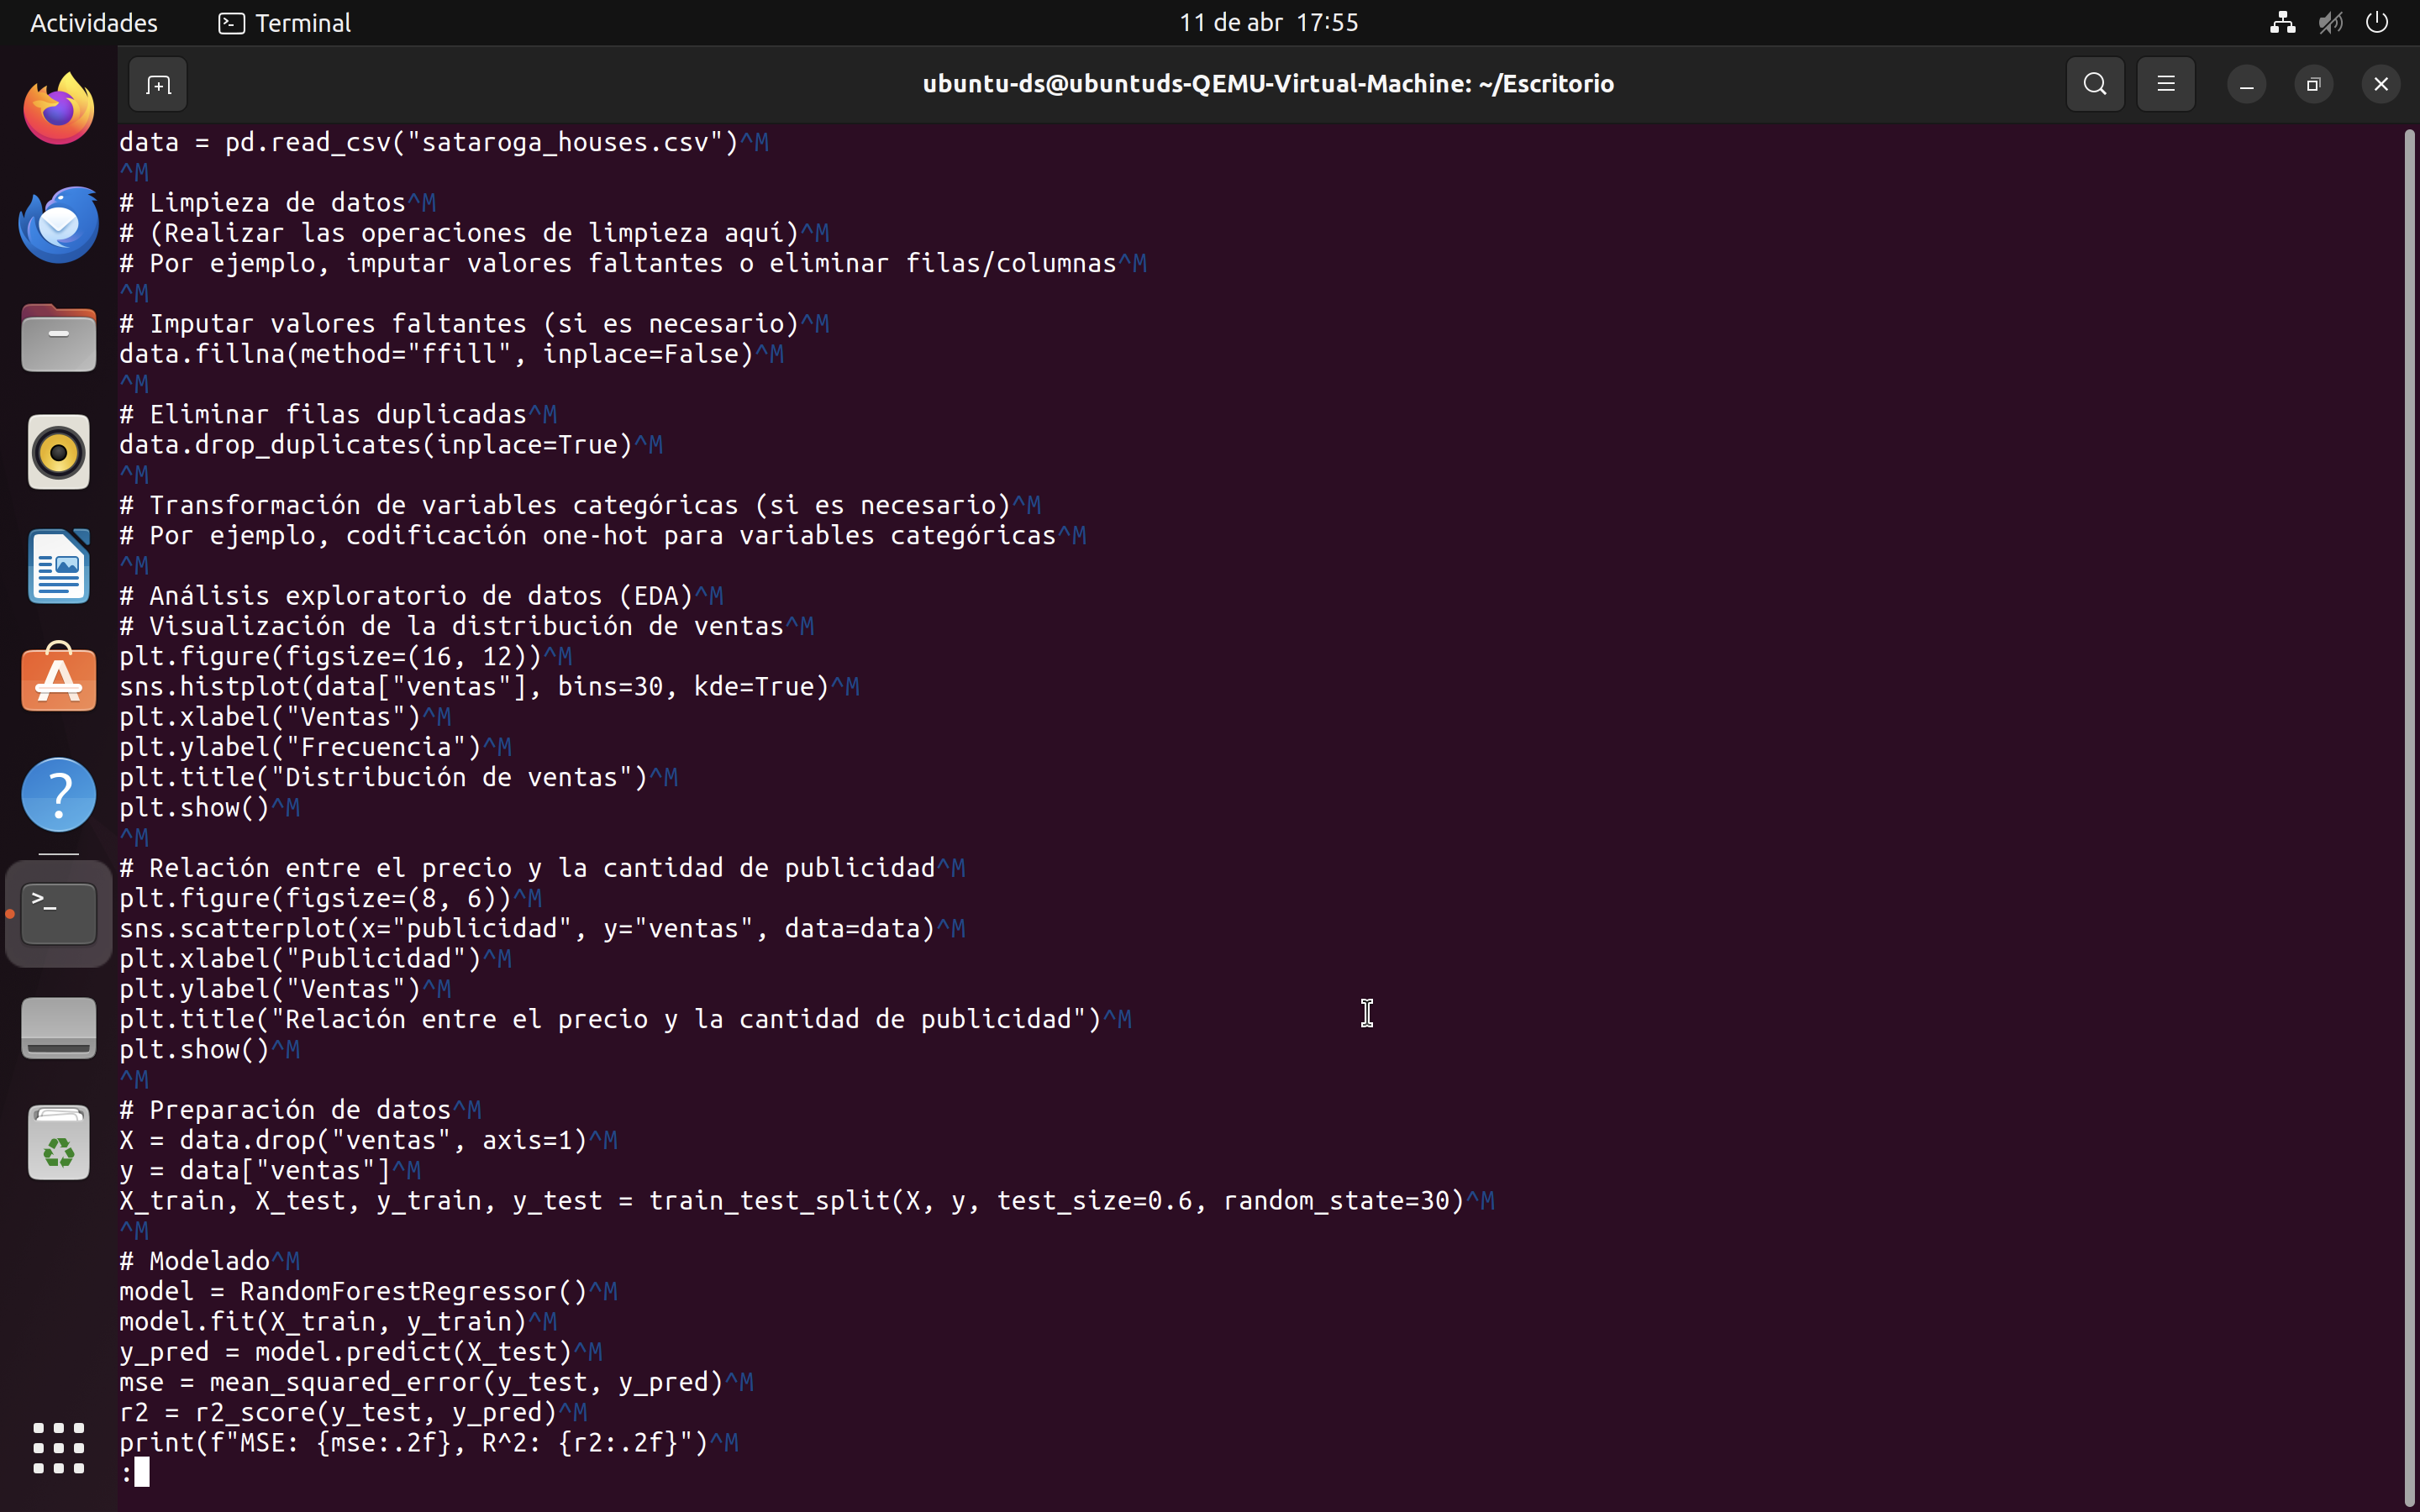 Actividades
Terminal
11 de abr 17:55
ubuntu-ds@ubuntuds-QEMU-Virtual-Machine: ~/Escritorio
data = pd.read_csv("sataroga_houses.csv")^M
^M
# Limpieza de datos^M
# (Realizar las operaciones de limpieza aquí)^M
# Por ejemplo, imputar valores faltantes o eliminar filas/columnas^M
^M
# Imputar valores faltantes (si es necesario)^M
data.fillna(method="ffill", inplace=False)^M
^M
# Eliminar filas duplicadas^M
data.drop_duplicates(inplace=True)^M
^M
# Transformación de variables categóricas (si es necesario)^M
# Por ejemplo, codificación one-hot para variables categóricas^M
^M
# Análisis exploratorio de datos (EDA)^M
# Visualización de la distribución de ventas^M
plt.figure(figsize=(16, 12))^M
sns.histplot(data["ventas"], bins=30, kde=True)^M
plt.xlabel("Ventas")^M
plt.ylabel("Frecuencia")^M
plt.title("Distribución de ventas")^M
plt.show()^M
^M
# Relación entre el precio y la cantidad de publicidad^M
plt.figure(figsize=(8, 6))^M
sns.scatterplot(x="publicidad", y="ventas", data=data)^M
plt.xlabel("Publicidad")^M
plt.ylabel("Ventas")^M
plt.title("Relación entre el precio y la cantidad de publicidad")^M
plt.show()^M
^M
# Preparación de datos^M
X = data.drop("ventas", axis=1)^M
y = data["ventas"]^M
X_train, X_test, y_train, y_test = train_test_split(X, y, test_size=0.6, random_state=30)^M
^M
# Modelado^M
model = RandomForestRegressor()^M
model.fit(X_train, y_train)^M
y_pred = model.predict(X_test)^M
mse = mean_squared_error(y_test, y_pred)^M
r2 = r2_score(y_test, y_pred)^M
print(f"MSE: {mse:.2f}, R^2: {r2:.2f}")^M
: